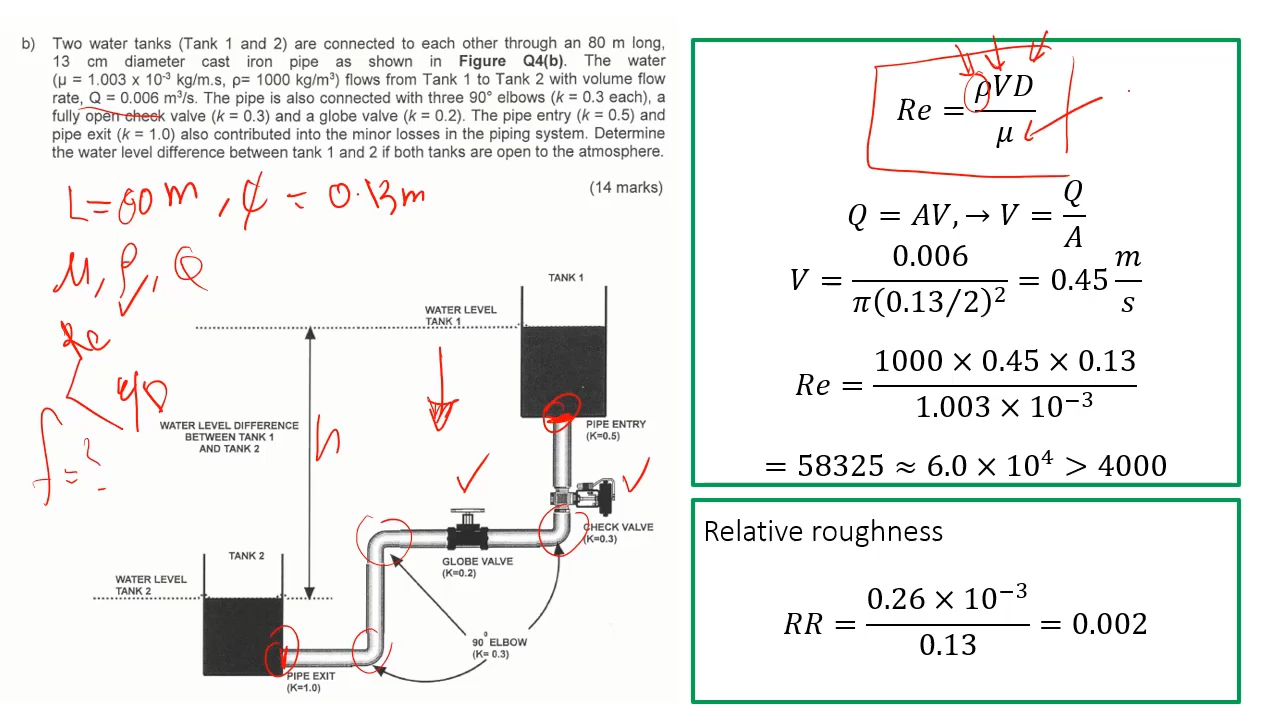 b) Two water tanks (Tank 1 and 2) are connected to each other through an 80 m long,
13 cm diameter cast iron pipe as shown in Figure Q4(b). The water
(μ = 1.003 x 10⁻³ kg/m.s, ρ= 1000 kg/m³) flows from Tank 1 to Tank 2 with volume flow
rate, Q = 0.006 m³/s. The pipe is also connected with three 90° elbows (k = 0.3 each), a
fully open check valve (k = 0.3) and a globe valve (k = 0.2). The pipe entry (k = 0.5) and
pipe exit (k = 1.0) also contributed into the minor losses in the piping system. Determine
the water level difference between tank 1 and 2 if both tanks are open to the atmosphere.
(14 marks)
L = 80 m, ¢ = 0.13 m
μ, ρ, Q
Re
ε/D
f = ?
TANK 1
WATER LEVEL
TANK 1
WATER LEVEL DIFFERENCE
BETWEEN TANK 1
AND TANK 2
h
PIPE ENTRY
(K=0.5)
CHECK VALVE
(K=0.3)
GLOBE VALVE
(K=0.2)
TANK 2
WATER LEVEL
TANK 2
90° ELBOW
(K= 0.3)
PIPE EXIT
(K=1.0)
Re = ρVD / μ
Q = AV, → V = Q / A
V = 0.006 / π(0.13/2)² = 0.45 m / s
Re = 1000 × 0.45 × 0.13 / 1.003 × 10⁻³
= 58325 ≈ 6.0 × 10⁴ > 4000
Relative roughness
RR = 0.26 × 10⁻³ / 0.13 = 0.002